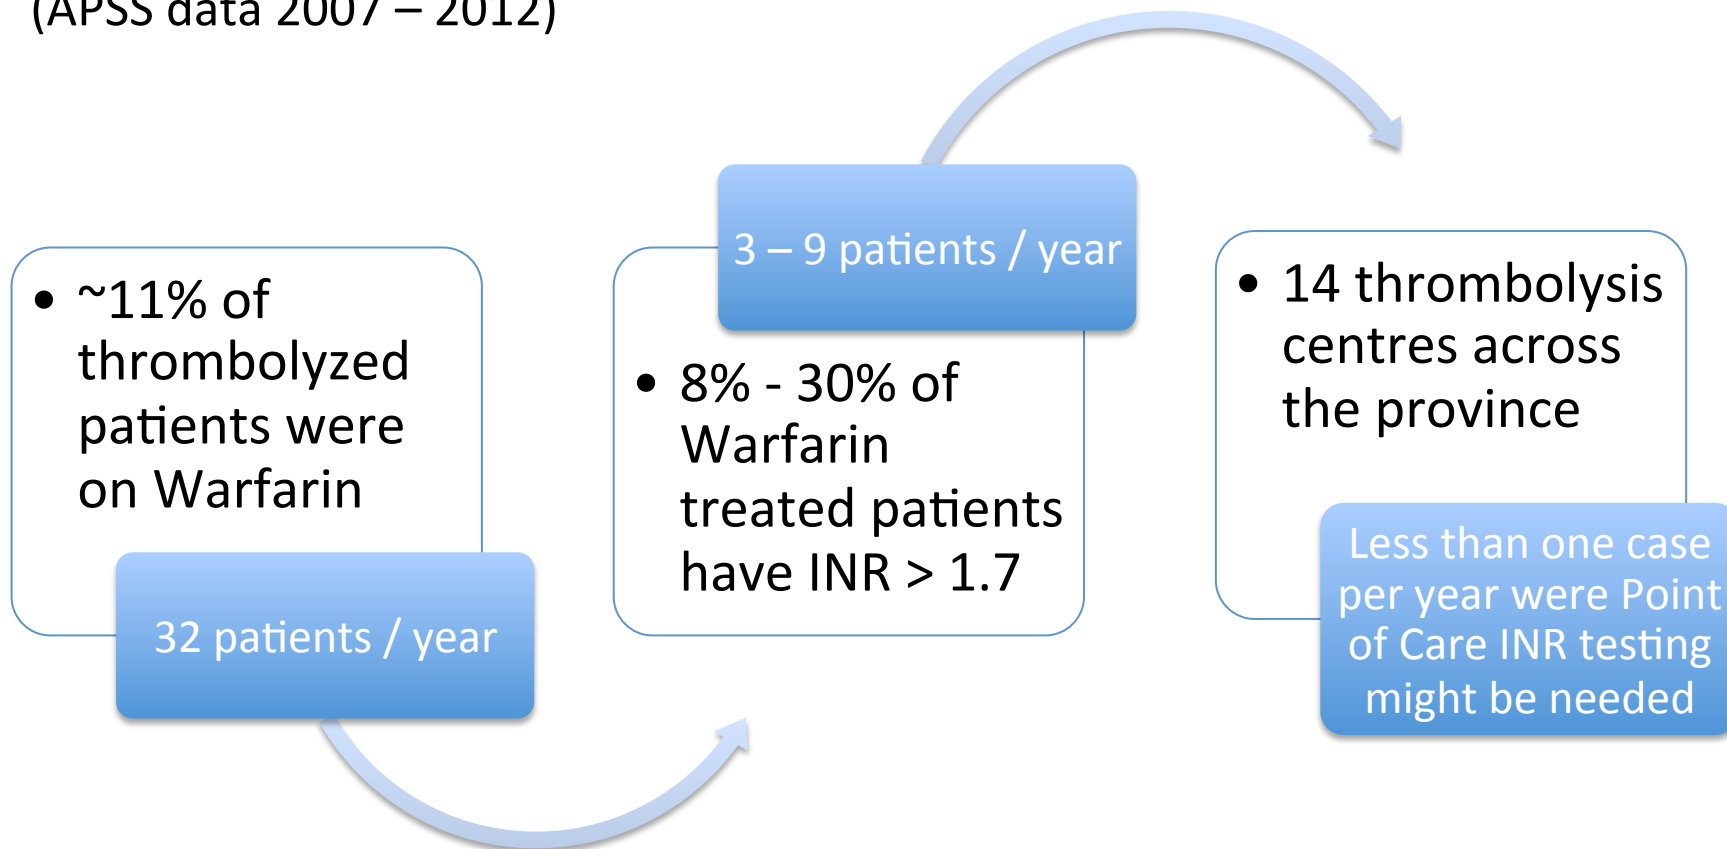 (APSS data 2007 – 2012)
• ~11% of
thrombolyzed
patients were
on Warfarin
32 patients / year
3 – 9 patients / year
• 8% - 30% of
Warfarin
treated patients
have INR > 1.7
• 14 thrombolysis
centres across
the province
Less than one case
per year were Point
of Care INR testing
might be needed